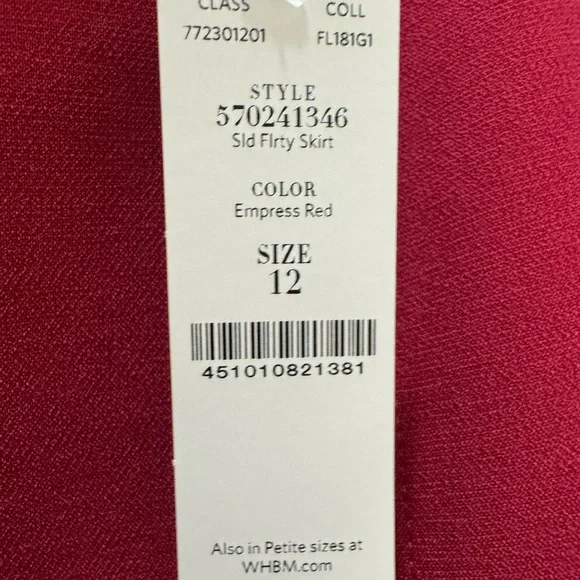 CLASS COLL
772301201 FL181G1
STYLE
570241346
Sld Flrty Skirt
COLOR
Empress Red
SIZE
12
451010821381
Also in Petite sizes at
WHBM.com